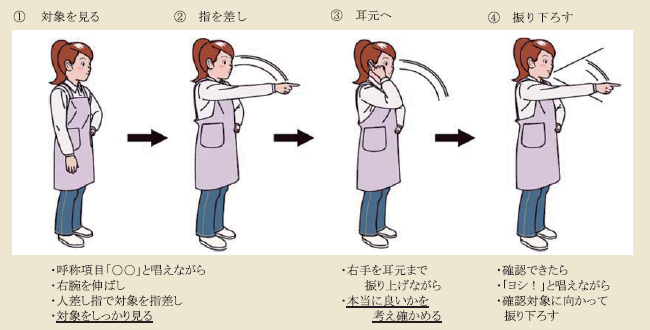 ① 対象を見る
② 指を差し
③ 耳元へ
④ 振り下ろす
・呼称項目「○○」と唱えながら
・右腕を伸ばし
・人差し指で対象を指差し
・対象をしっかり見る
・右手を耳元まで
振り上げながら
・本当に良いかを
考え確かめる
・確認できたら
・「ヨシ！」と唱えながら
・確認対象に向かって
振り下ろす